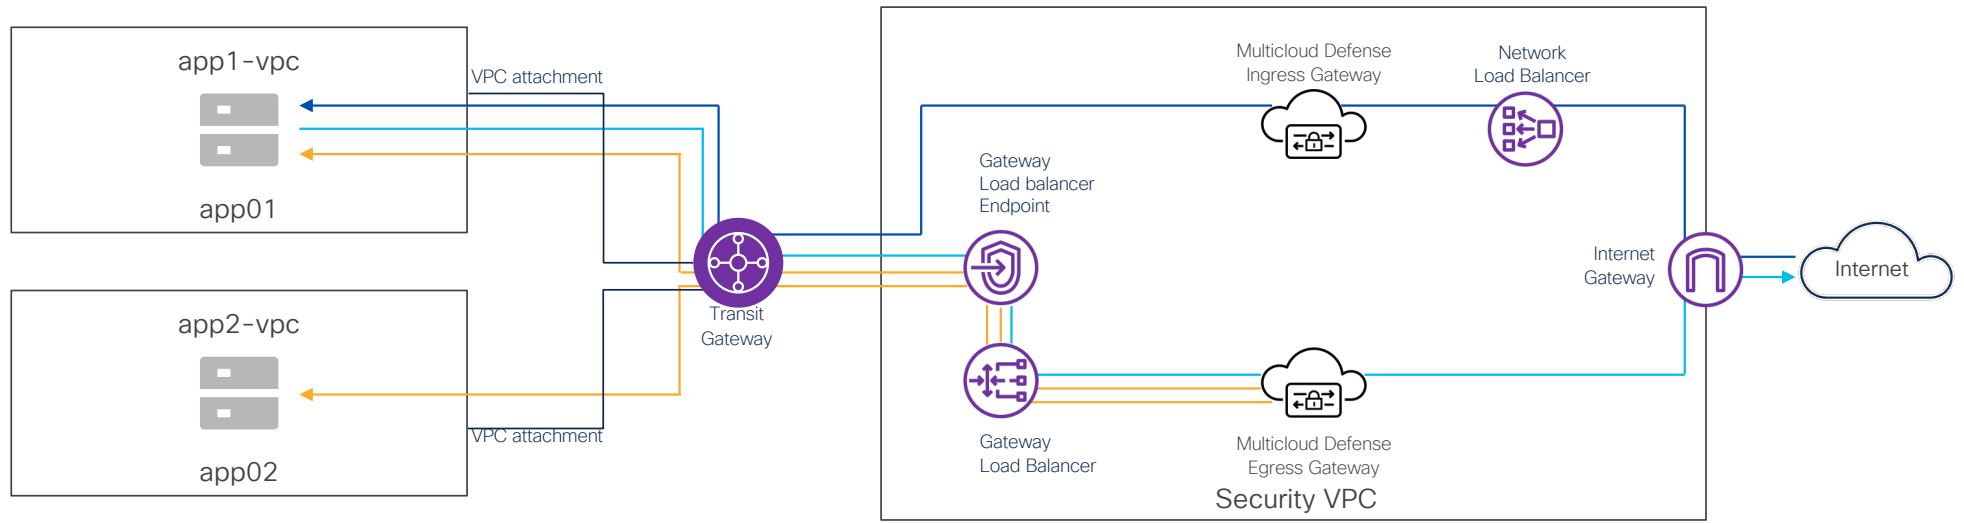 app1-vpc
app01
VPC attachment
app2-vpc
app02
VPC attachment
Transit
Gateway
Gateway
Load balancer
Endpoint
Gateway
Load Balancer
Multicloud Defense
Ingress Gateway
Network
Load Balancer
Multicloud Defense
Egress Gateway
Security VPC
Internet
Gateway
Internet